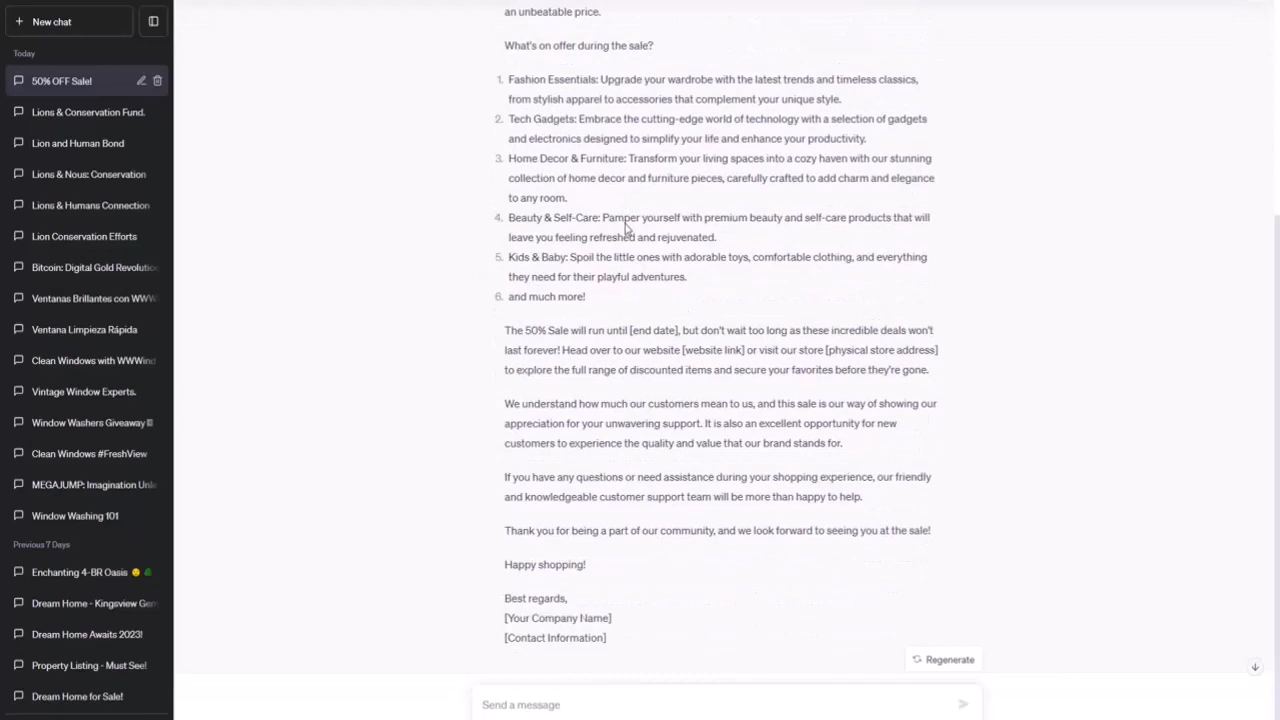 New chat
Today
50% OFF Sale!
Lions & Conservation Fund.
Lion and Human Bond
Lions & Nous: Conservation
Lions & Humans Connection
Lion Conservation Efforts
Bitcoin: Digital Gold Revolutio
Ventanas Brillantes con WWW
Ventana Limpieza Rápida
Clean Windows with WWWind
Vintage Window Experts.
Window Washers Giveaway
Clean Windows #FreshView
MEGAJUMP: Imagination Unle
Window Washing 101
Previous 7 Days
Enchanting 4-BR Oasis
Dream Home - Kingsview Gem
Dream Home Awaits 2023!
Property Listing - Must See!
Dream Home for Sale!
an unbeatable price.
What's on offer during the sale?
1. Fashion Essentials: Upgrade your wardrobe with the latest trends and timeless classics,
from stylish apparel to accessories that complement your unique style.
2. Tech Gadgets: Embrace the cutting-edge world of technology with a selection of gadgets
and electronics designed to simplify your life and enhance your productivity.
3. Home Decor & Furniture: Transform your living spaces into a cozy haven with our stunning
collection of home decor and furniture pieces, carefully crafted to add charm and elegance
to any room.
4. Beauty & Self-Care: Pamper yourself with premium beauty and self-care products that will
leave you feeling refreshed and rejuvenated.
5. Kids & Baby: Spoil the little ones with adorable toys, comfortable clothing, and everything
they need for their playful adventures.
6. and much more!
The 50% Sale will run until [end date], but don't wait too long as these incredible deals won't
last forever! Head over to our website [website link] or visit our store [physical store address]
to explore the full range of discounted items and secure your favorites before they're gone.
We understand how much our customers mean to us, and this sale is our way of showing our
appreciation for your unwavering support. It is also an excellent opportunity for new
customers to experience the quality and value that our brand stands for.
If you have any questions or need assistance during your shopping experience, our friendly
and knowledgeable customer support team will be more than happy to help.
Thank you for being a part of our community, and we look forward to seeing you at the sale!
Happy shopping!
Best regards,
[Your Company Name]
[Contact Information]
Regenerate
Send a message